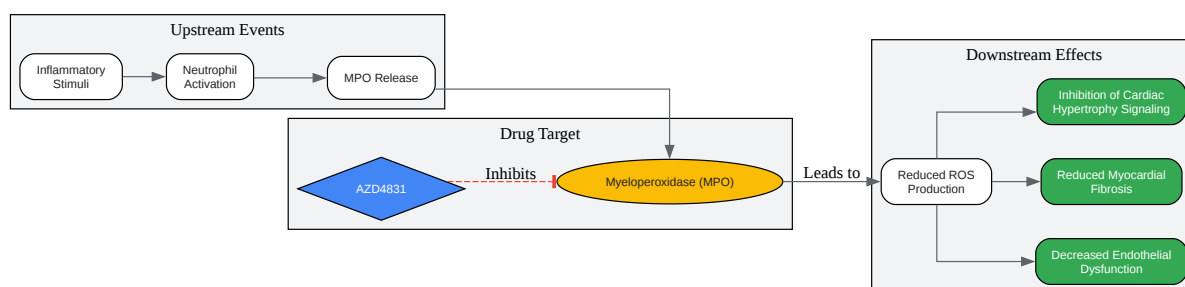 Upstream Events
Inflammatory
Stimuli
Neutrophil
Activation
MPO Release
Drug Target
AZD4831
Inhibits
Myeloperoxidase (MPO)
Leads to
Downstream Effects
Reduced ROS
Production
Inhibition of Cardiac
Hypertrophy Signaling
Reduced Myocardial
Fibrosis
Decreased Endothelial
Dysfunction